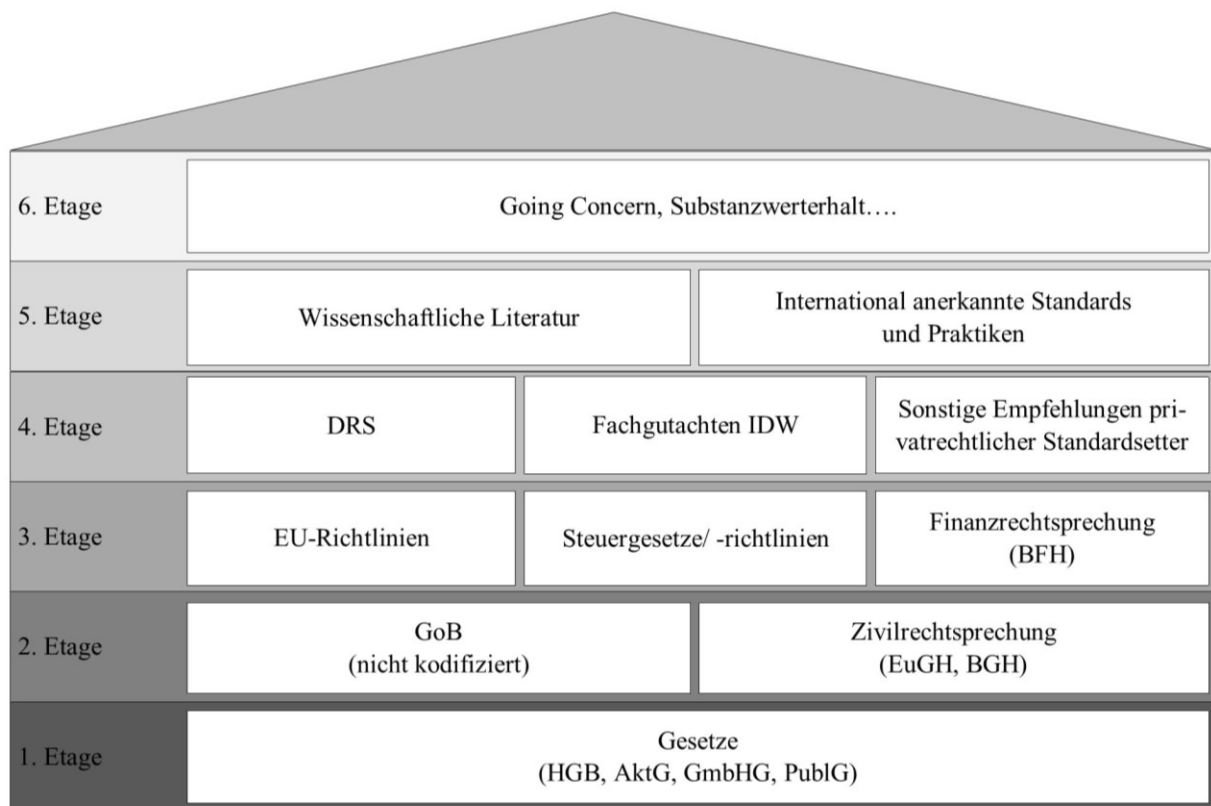 6. Etage
Going Concern, Substanzwerterhalt….
5. Etage
Wissenschaftliche Literatur
International anerkannte Standards
und Praktiken
4. Etage
DRS
Fachgutachten IDW
Sonstige Empfehlungen pri-
vatrechtlicher Standardsetter
3. Etage
EU-Richtlinien
Steuergesetze/ -richtlinien
Finanzrechtsprechung
(BFH)
2. Etage
GoB
(nicht kodifiziert)
Zivilrechtsprechung
(EuGH, BGH)
1. Etage
Gesetze
(HGB, AktG, GmbHG, PublG)